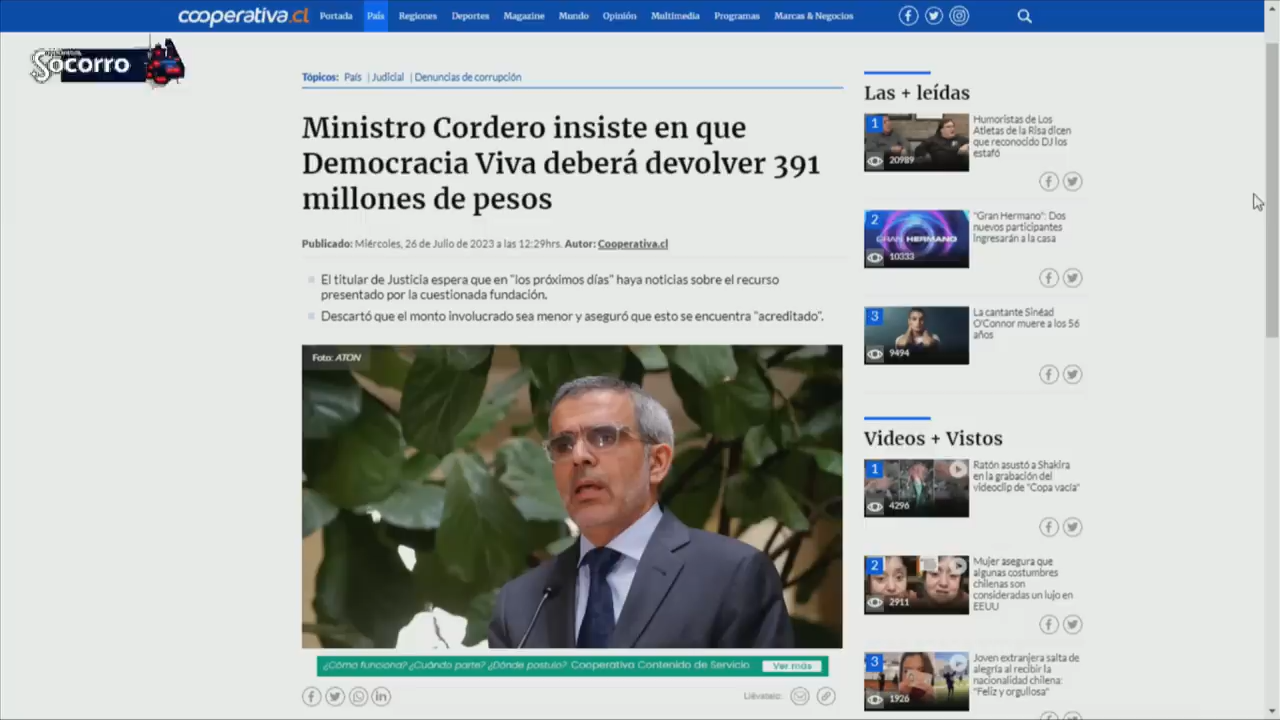 cooperativa.cl
Portada País Regiones Deportes Magazine Mundo Opinión Multimedia Programas Marcas & Negocios
Socorro
Tópicos: País | Judicial | Denuncias de corrupción
Ministro Cordero insiste en que
Democracia Viva deberá devolver 391
millones de pesos
Publicado: Miércoles, 26 de Julio de 2023 a las 12:29hrs. Autor: Cooperativa.cl
El titular de Justicia espera que en "los próximos días" haya noticias sobre el recurso
presentado por la cuestionada fundación.
Descartó que el monto involucrado sea menor y aseguró que esto se encuentra "acreditado".
Foto: ATON
¿Cómo funciona? ¿Cuándo parte? ¿Dónde postulo? Cooperativa Contenido de Servicio Ver más
Llévatelo:
Las + leídas
1
20989
Humoristas de Los
Atletas de la Risa dicen
que reconocido DJ los
estafó
2
GRAN HERMANO
10333
"Gran Hermano": Dos
nuevos participantes
ingresarán a la casa
3
9494
La cantante Sinéad
O'Connor muere a los 56
años
Videos + Vistos
1
4296
Ratón asustó a Shakira
en la grabación del
videoclip de "Copa vacía"
2
2911
Mujer asegura que
algunas costumbres
chilenas son
consideradas un lujo en
EEUU
3
1926
Joven extranjera salta de
alegría al recibir la
nacionalidad chilena:
"Feliz y orgullosa"